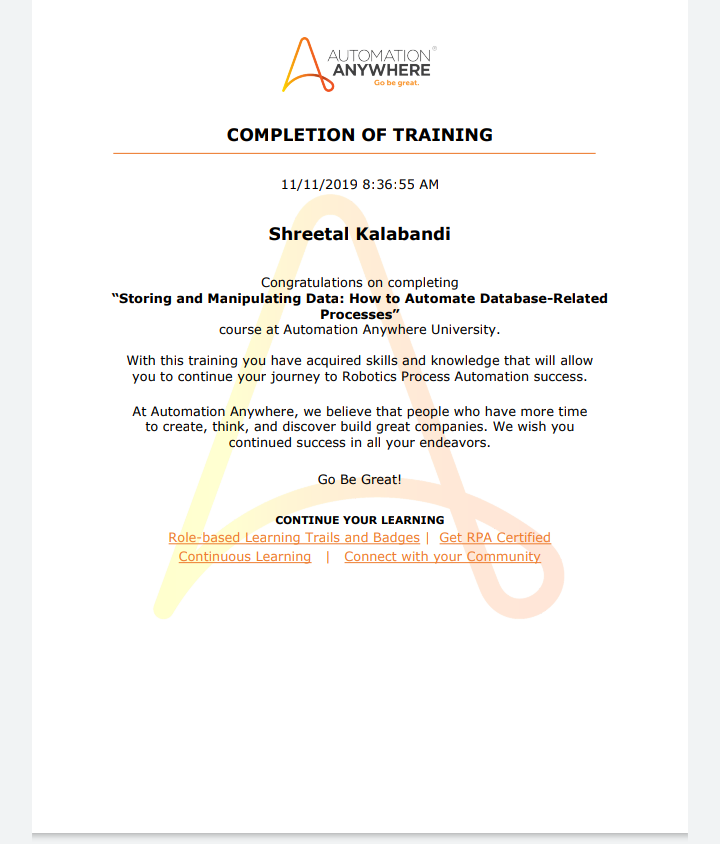 AUTOMATION®
ANYWHERE
Go be great.
COMPLETION OF TRAINING
11/11/2019 8:36:55 AM
Shreetal Kalabandi
Congratulations on completing
“Storing and Manipulating Data: How to Automate Database-Related
Processes”
course at Automation Anywhere University.
With this training you have acquired skills and knowledge that will allow
you to continue your journey to Robotics Process Automation success.
At Automation Anywhere, we believe that people who have more time
to create, think, and discover build great companies. We wish you
continued success in all your endeavors.
Go Be Great!
CONTINUE YOUR LEARNING
Role-based Learning Trails and Badges | Get RPA Certified
Continuous Learning | Connect with your Community